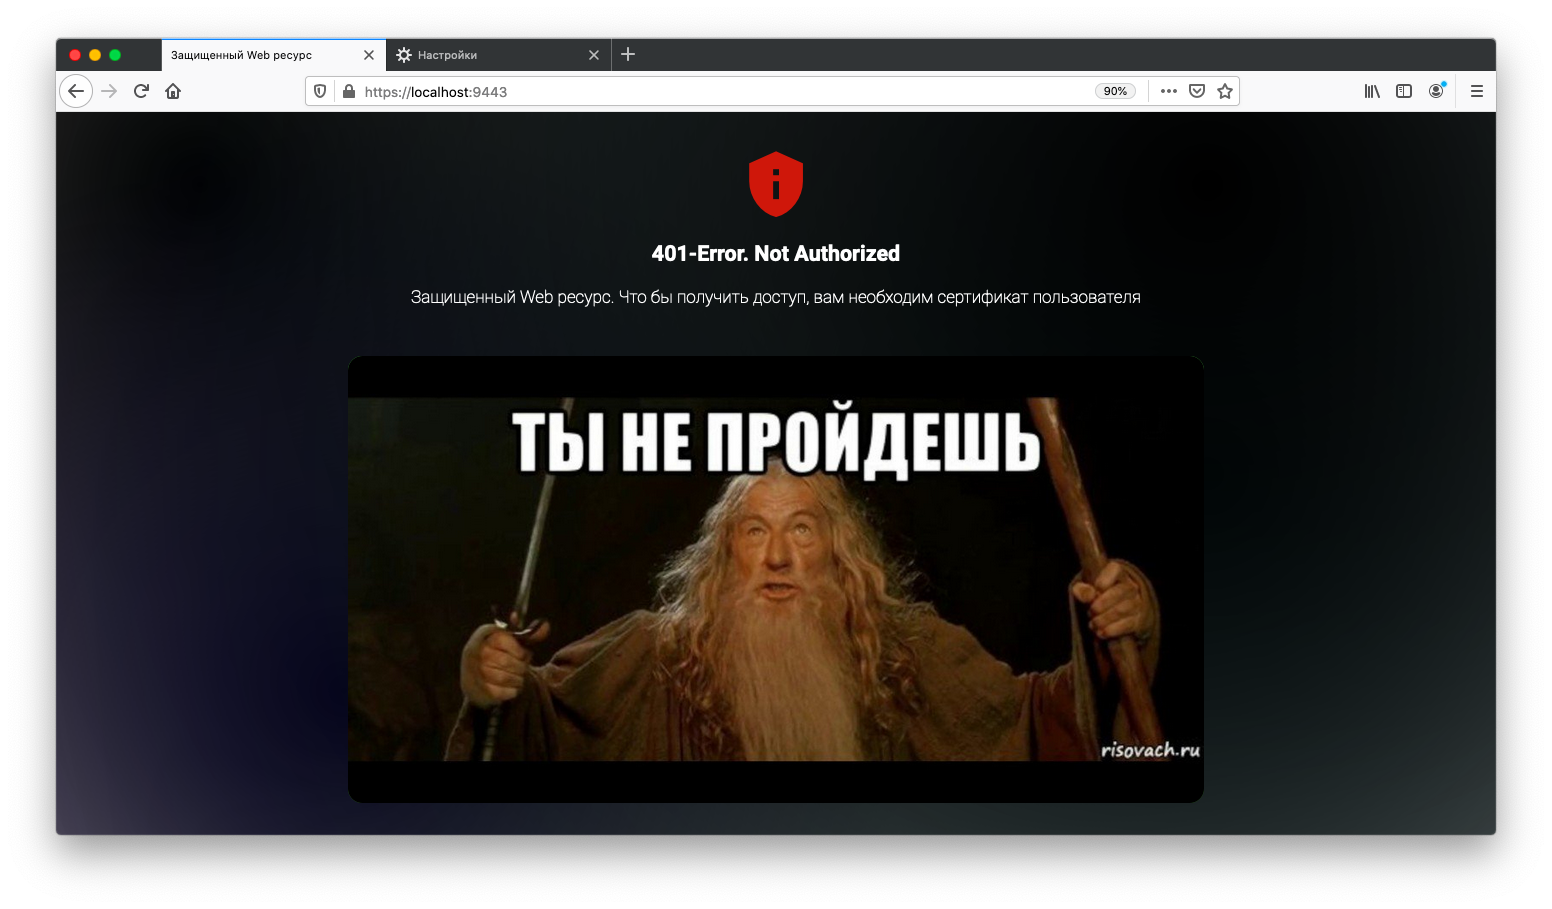 Защищенный Web ресурс
Настройки
https://localhost:9443
90%
401-Error. Not Authorized
Защищенный Web ресурс. Что бы получить доступ, вам необходим сертификат пользователя
ТЫ НЕ ПРОЙДЕШЬ
risovach.ru